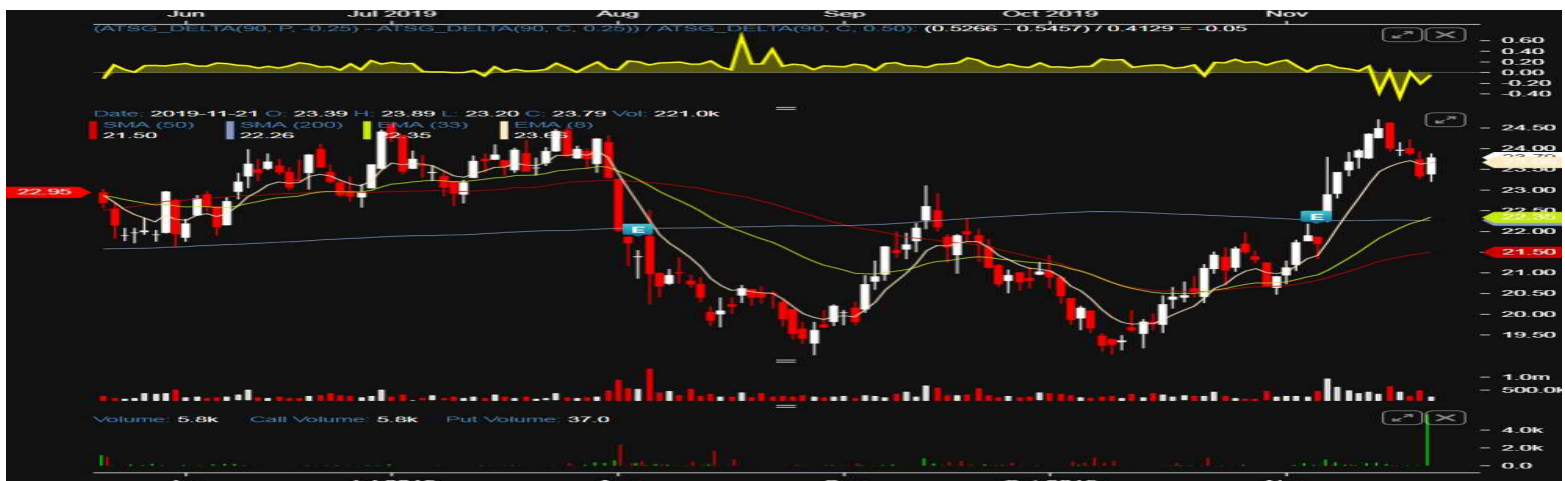 Jun Jul 2019 Aug Sep Oct 2019 Nov
(ATSG_DELTA(90, P, -0.25) - ATSG_DELTA(90, C, 0.25)) / ATSG_DELTA(90, C, 0.50): (0.5266 - 0.5457) / 0.4129 = -0.05
0.60
0.40
0.20
0.00
-0.20
-0.40
Date: 2019-11-21 O: 23.39 H: 23.89 L: 23.20 C: 23.79 Vol: 221.0k
SMA (50) SMA (200) EMA (33) EMA (8)
21.50 22.26 22.35
24.50
24.00
23.50
22.95
23.00
22.50
E
E
22.35
22.00
21.50
21.00
20.50
20.00
19.50
1.0m
500.0k
Volume: 5.8k Call Volume: 5.8k Put Volume: 37.0
4.0k
2.0k
0.0